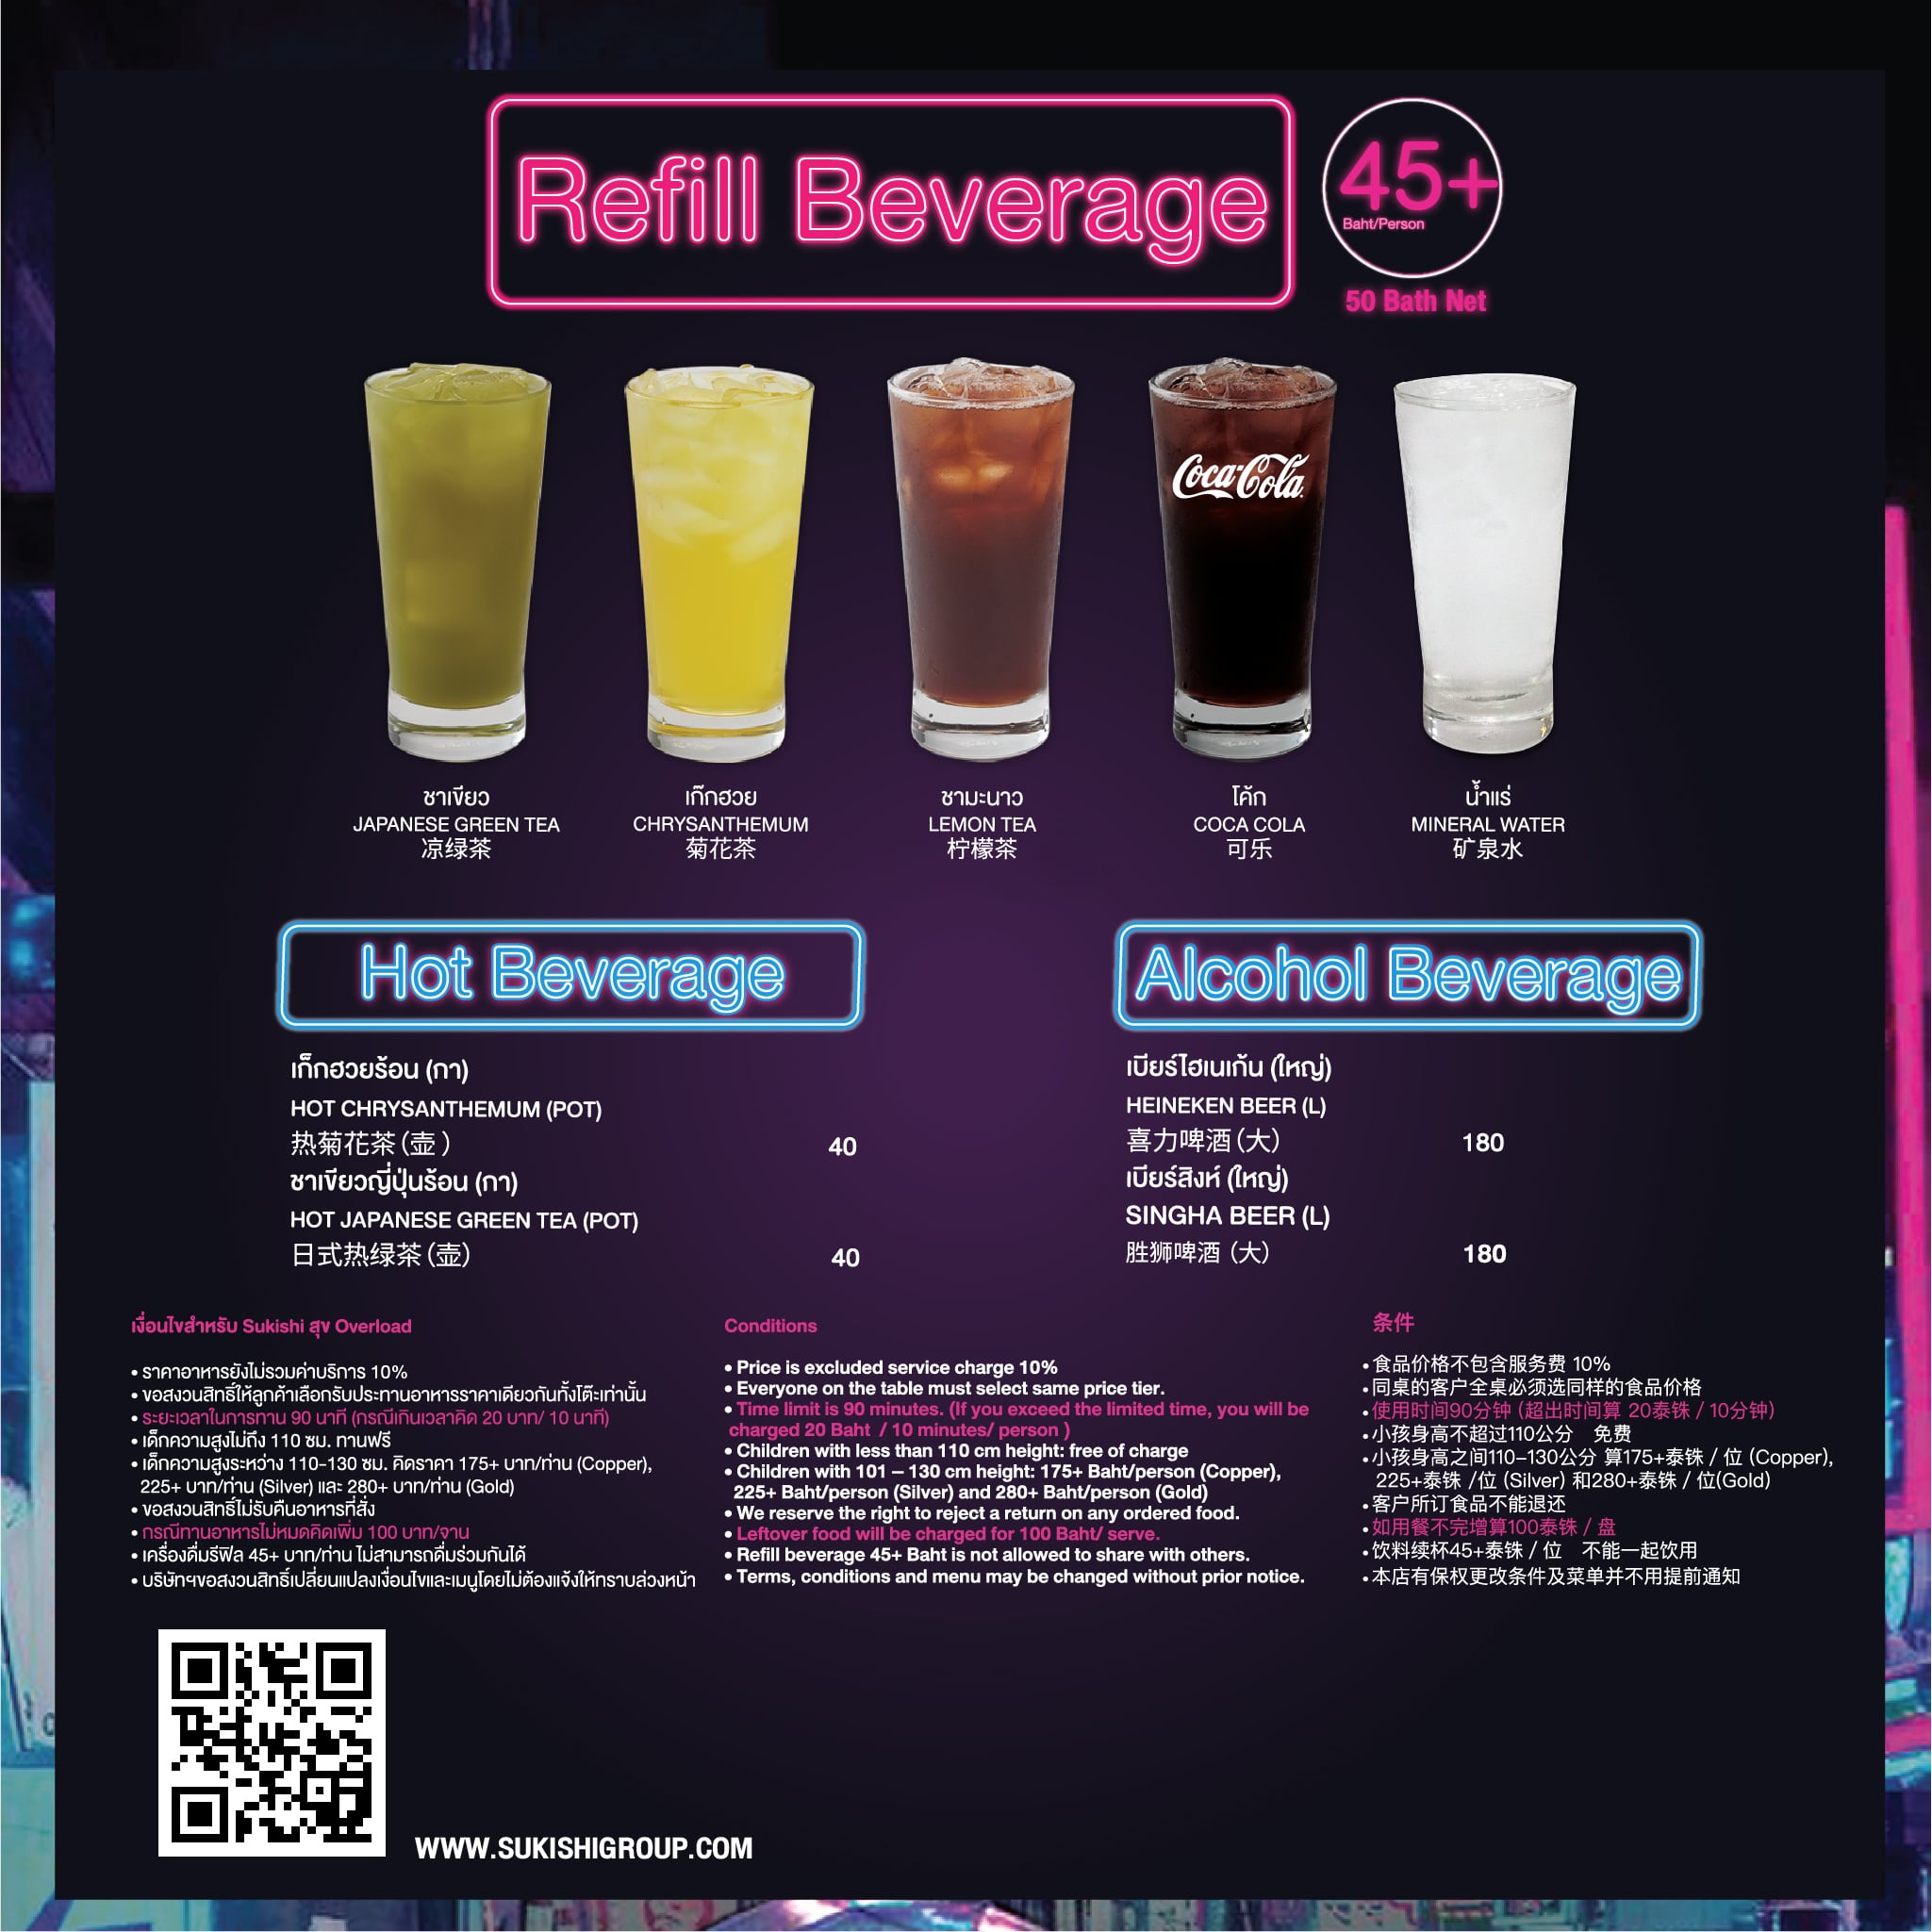 Refill Beverage
45+
Baht/Person
50 Bath Net
Coca-Cola
ชาเขียว
JAPANESE GREEN TEA
凉绿茶
เก๊กฮวย
CHRYSANTHEMUM
菊花茶
ชามะนาว
LEMON TEA
柠檬茶
โค้ก
COCA COLA
可乐
น้ำแร่
MINERAL WATER
矿泉水
Hot Beverage
เก็กฮวยร้อน (กา)
HOT CHRYSANTHEMUM (POT)
热菊花茶（壶） 40
ชาเขียวญี่ปุ่นร้อน (กา)
HOT JAPANESE GREEN TEA (POT)
日式热绿茶（壶） 40
Alcohol Beverage
เบียร์ไฮเนเก้น (ใหญ่)
HEINEKEN BEER (L)
喜力啤酒（大） 180
เบียร์สิงห์ (ใหญ่)
SINGHA BEER (L)
胜狮啤酒（大） 180
เงื่อนไขสำหรับ Sukishi สุข Overload
• ราคาอาหารยังไม่รวมค่าบริการ 10%
• ขอสงวนสิทธิ์ให้ลูกค้าเลือกรับประทานอาหารราคาเดียวกันทั้งโต๊ะเท่านั้น
• ระยะเวลาในการทาน 90 นาที (กรณีเกินเวลาคิด 20 บาท/ 10 นาที)
• เด็กความสูงไม่ถึง 110 ซม. ทานฟรี
• เด็กความสูงระหว่าง 110-130 ซม. คิดราคา 175+ บาท/ท่าน (Copper),
225+ บาท/ท่าน (Silver) และ 280+ บาท/ท่าน (Gold)
• ขอสงวนสิทธิ์ไม่รับคืนอาหารที่สั่ง
• กรณีทานอาหารไม่หมดคิดเพิ่ม 100 บาท/จาน
• เครื่องดื่มรีฟิล 45+ บาท/ท่าน ไม่สามารถดื่มร่วมกันได้
• บริษัทฯขอสงวนสิทธิ์เปลี่ยนแปลงเงื่อนไขและเมนูโดยไม่ต้องแจ้งให้ทราบล่วงหน้า
Conditions
• Price is excluded service charge 10%
• Everyone on the table must select same price tier.
• Time limit is 90 minutes. (If you exceed the limited time, you will be
charged 20 Baht / 10 minutes/ person )
• Children with less than 110 cm height: free of charge
• Children with 101 – 130 cm height: 175+ Baht/person (Copper),
225+ Baht/person (Silver) and 280+ Baht/person (Gold)
• We reserve the right to reject a return on any ordered food.
• Leftover food will be charged for 100 Baht/ serve.
• Refill beverage 45+ Baht is not allowed to share with others.
• Terms, conditions and menu may be changed without prior notice.
条件
• 食品价格不包含服务费 10%
• 同桌的客户全桌必须选同样的食品价格
• 使用时间90分钟 (超出时间算 20泰铢 / 10分钟)
• 小孩身高不超过110公分 免费
• 小孩身高之间110–130公分 算175+泰铢 / 位 (Copper),
225+泰铢 /位 (Silver) 和280+泰铢 / 位(Gold)
• 客户所订食品不能退还
• 如用餐不完增算100泰铢 / 盘
• 饮料续杯45+泰铢 / 位 不能一起饮用
• 本店有保权更改条件及菜单并不用提前通知
WWW.SUKISHIGROUP.COM